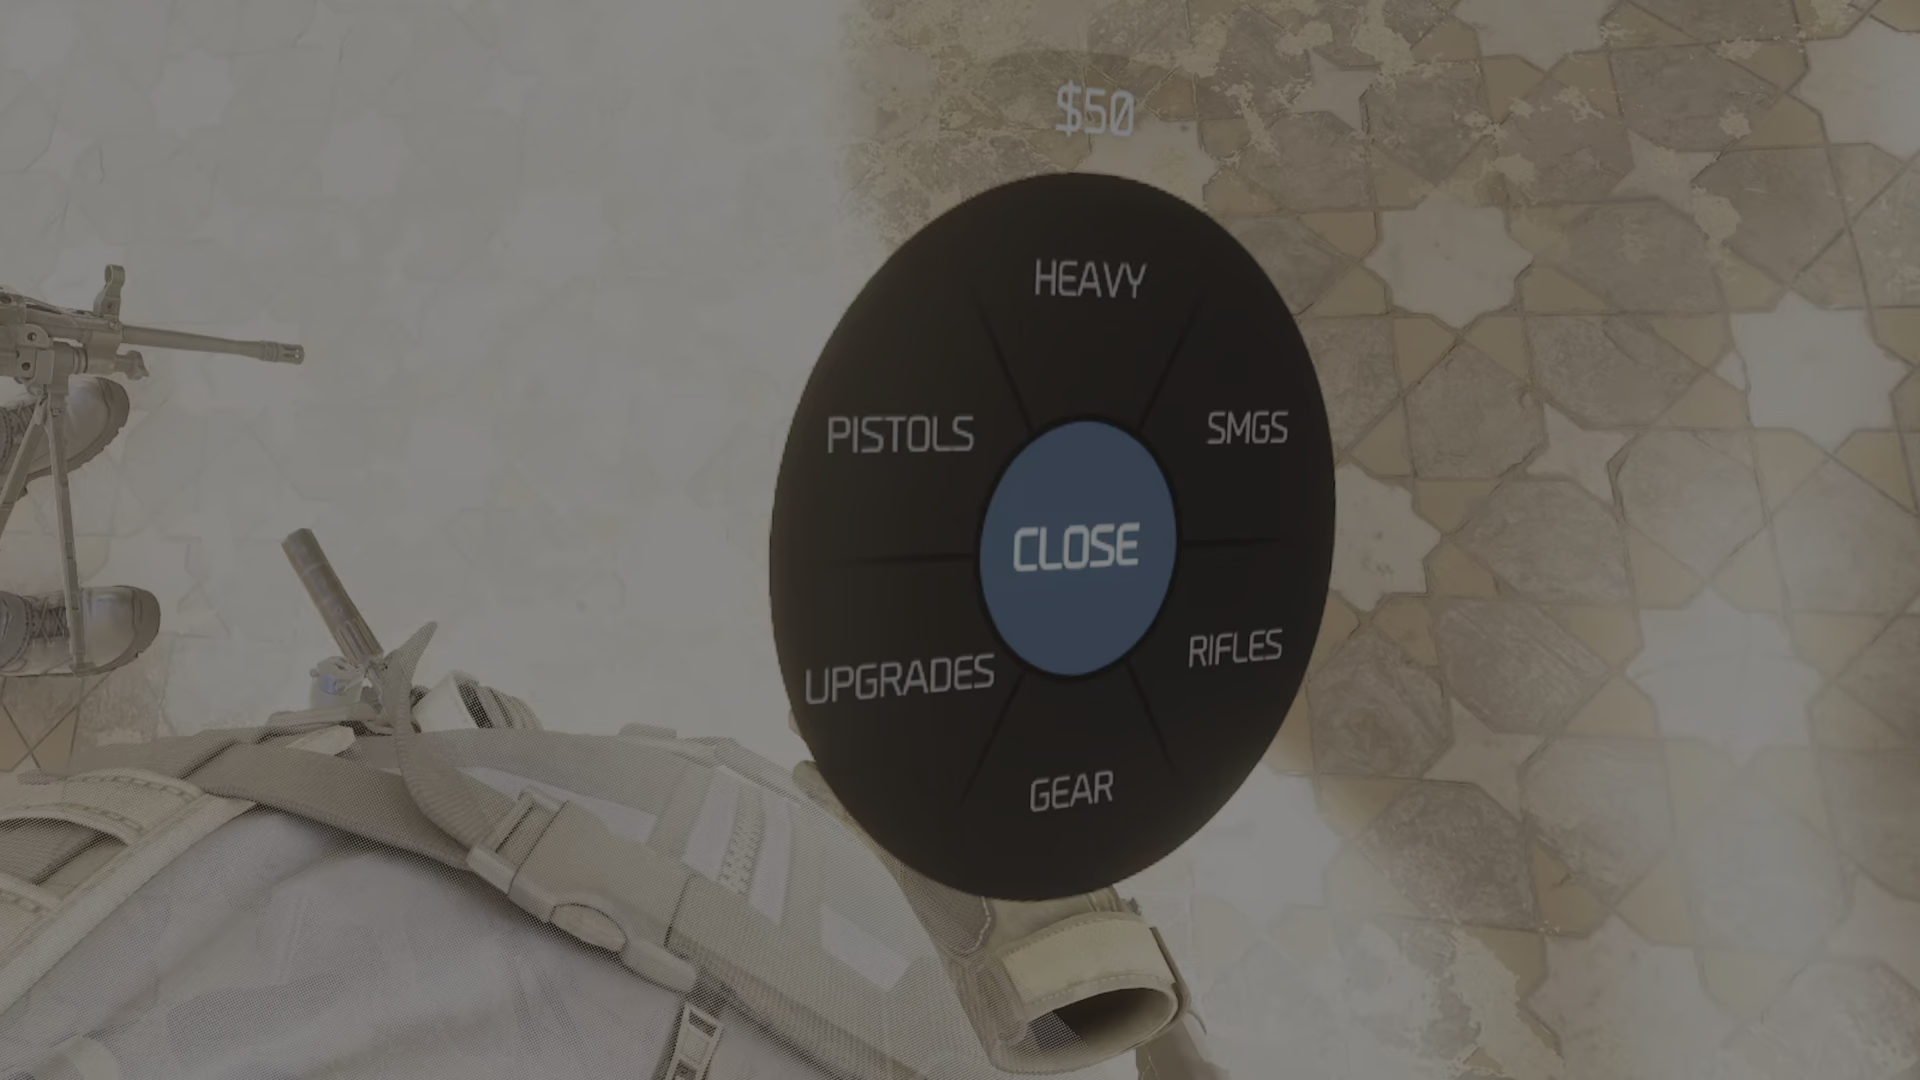 $50
HEAVY
PISTOLS
SMGS
CLOSE
UPGRADES
RIFLES
GEAR